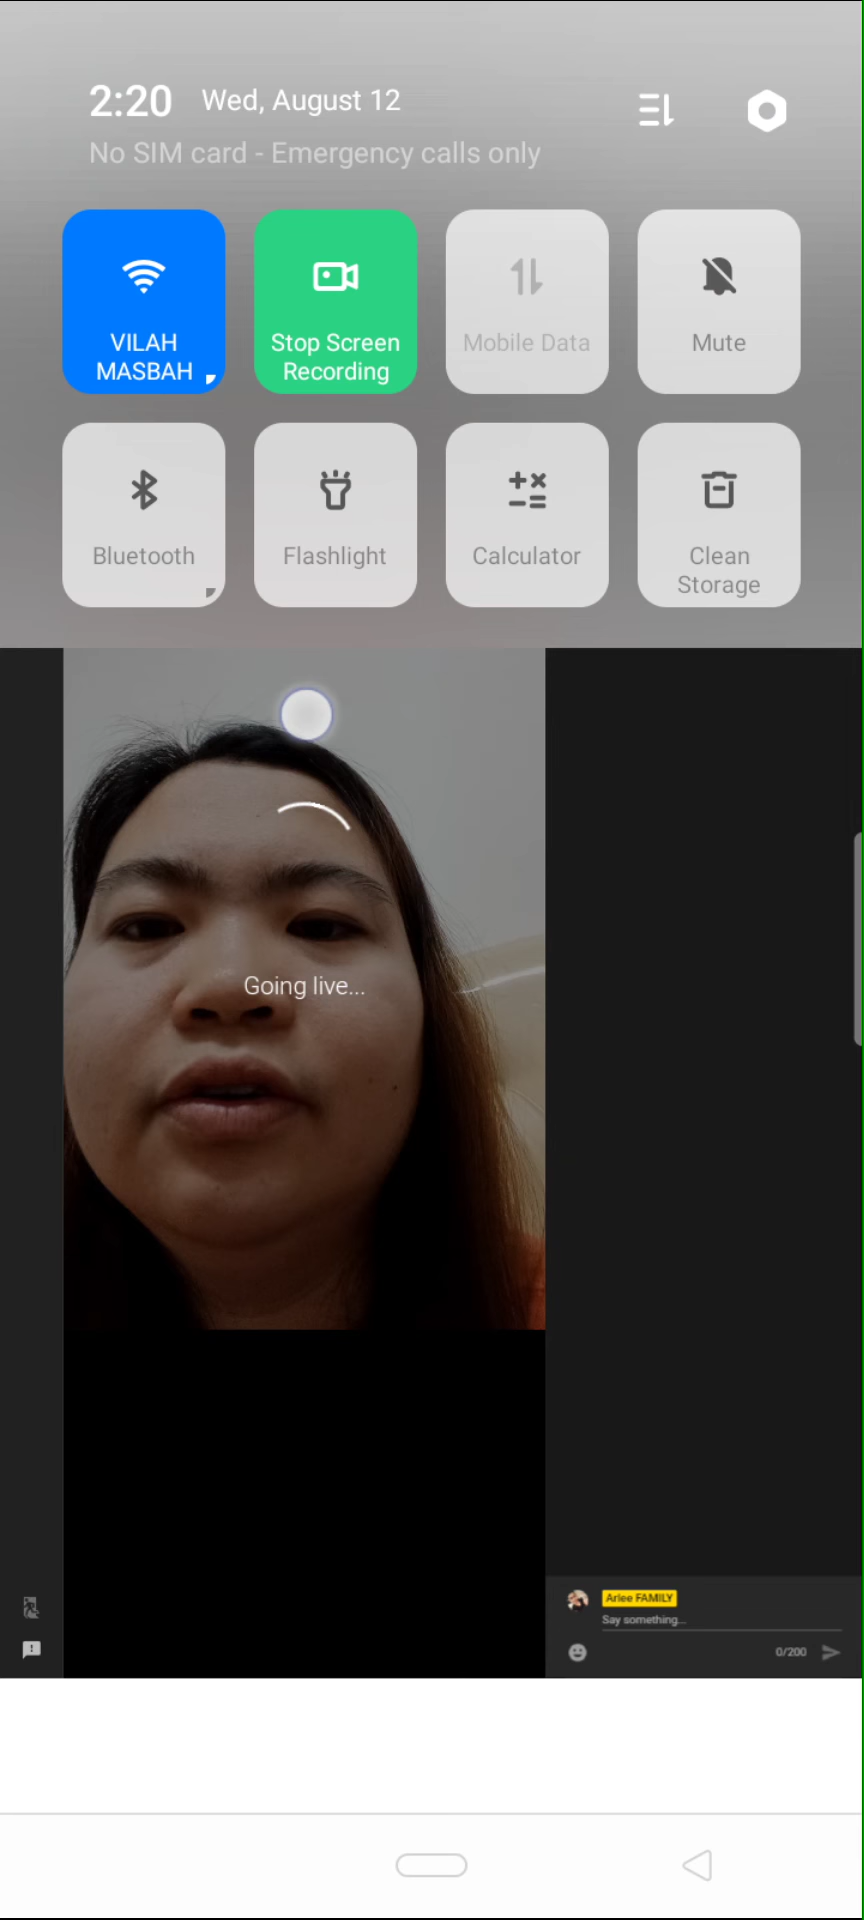 2:20 Wed, August 12
No SIM card - Emergency calls only
VILAH
MASBAH
Stop Screen
Recording
Mobile Data
Mute
Bluetooth
Flashlight
Calculator
Clean
Storage
Going live...
Arlee FAMILY
Say something...
0/200